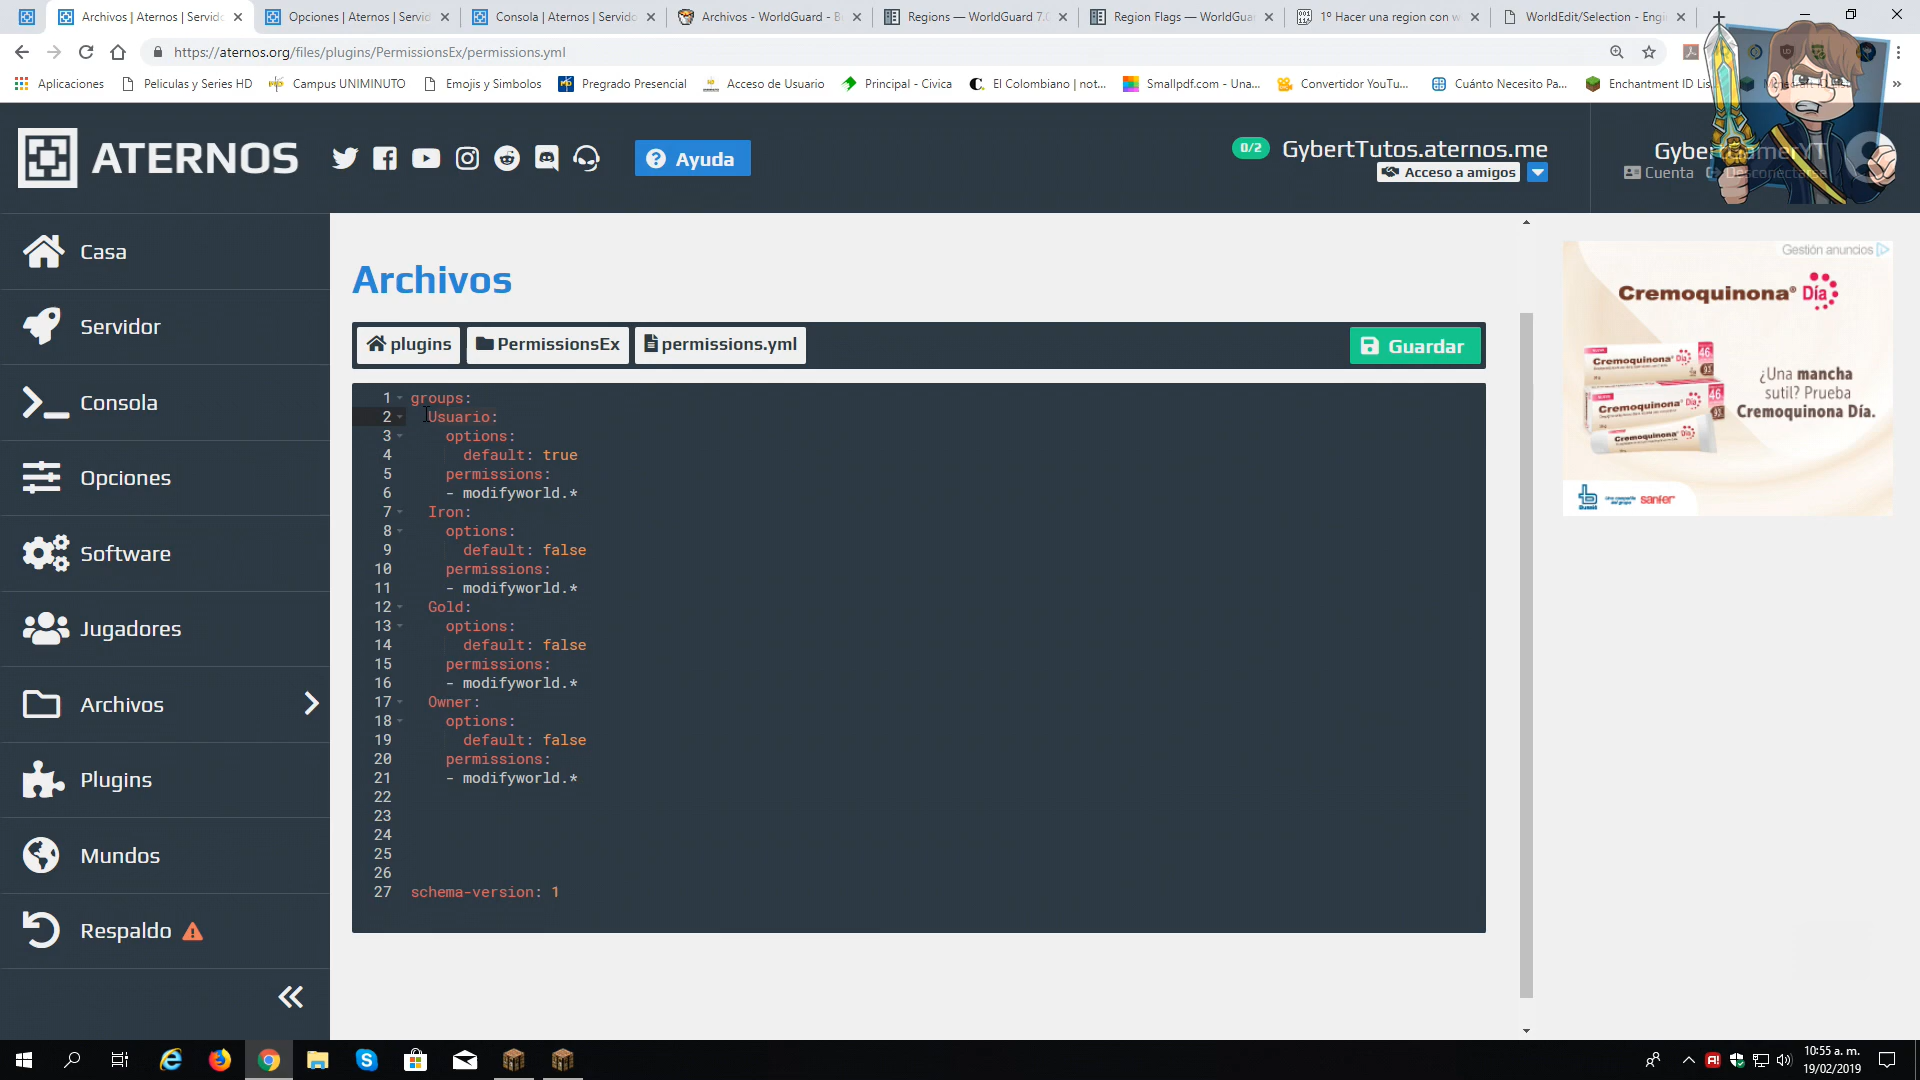 Archivos | Aternos | Servido
Opciones | Aternos | Servid
Consola | Aternos | Servido
Archivos - WorldGuard - B
Regions — WorldGuard 7.0
Region Flags — WorldGua
1º Hacer una region con w
WorldEdit/Selection - Engi
https://aternos.org/files/plugins/PermissionsEx/permissions.yml
Aplicaciones
Peliculas y Series HD
Campus UNIMINUTO
Emojis y Simbolos
Pregrado Presencial
Acceso de Usuario
Principal - Civica
El Colombiano | not...
Smallpdf.com - Una...
Convertidor YouTu...
Cuánto Necesito Pa...
Enchantment ID Lis
ATERNOS
? Ayuda
0/2
GybertTutos.aternos.me
Acceso a amigos
Cuenta
Casa
Servidor
Consola
Opciones
Software
Jugadores
Archivos
Plugins
Mundos
Respaldo
Archivos
plugins
PermissionsEx
permissions.yml
Guardar
1 groups:
2 Usuario:
3 options:
4 default: true
5 permissions:
6 - modifyworld.*
7 Iron:
8 options:
9 default: false
10 permissions:
11 - modifyworld.*
12 Gold:
13 options:
14 default: false
15 permissions:
16 - modifyworld.*
17 Owner:
18 options:
19 default: false
20 permissions:
21 - modifyworld.*
22
23
24
25
26
27 schema-version: 1
Gestión anuncios
Cremoquinona® Día
Cremoquinona
Cremoquinona
Cremoquinona
46
46
¿Una mancha
sutil? Prueba
Cremoquinona Día.
sanfer
10:55 a. m.
19/02/2019